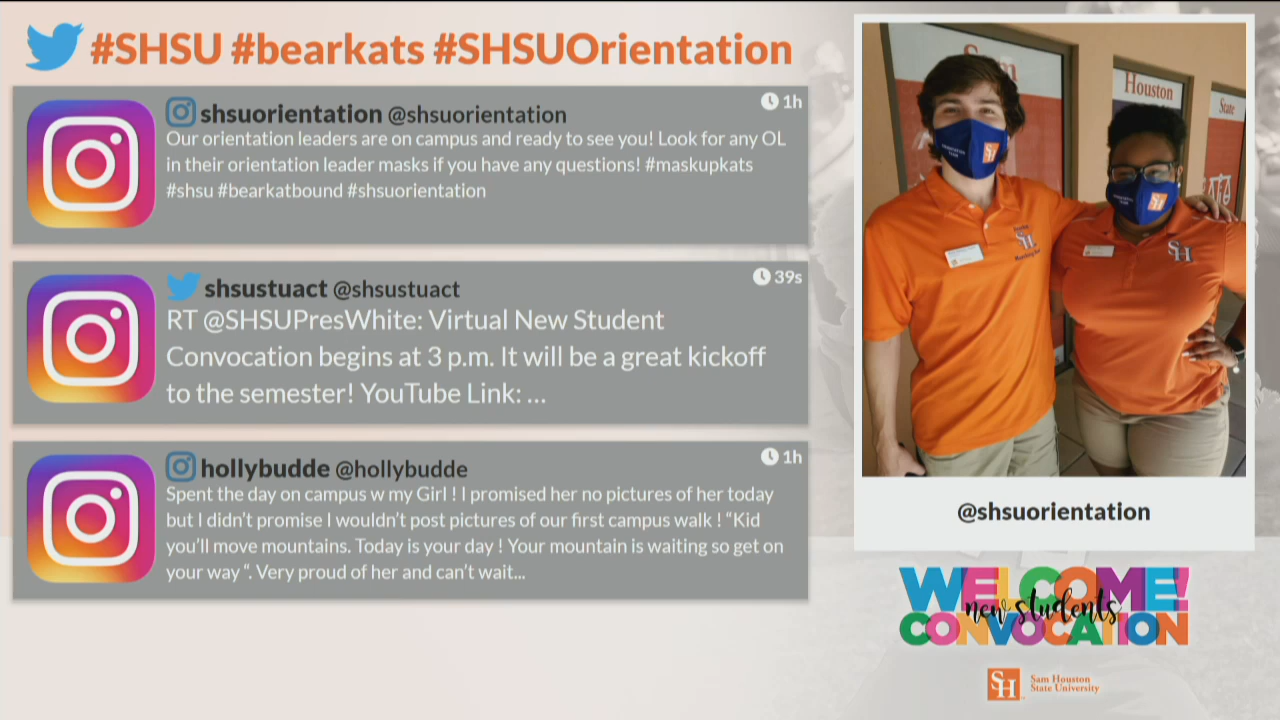 #SHSU #bearkats #SHSUOrientation
shsuorientation @shsuorientation
1h
Our orientation leaders are on campus and ready to see you! Look for any OL
in their orientation leader masks if you have any questions! #maskupkats
#shsu #bearkatbound #shsuorientation
shsustuact @shsustuact
39s
RT @SHSUPresWhite: Virtual New Student
Convocation begins at 3 p.m. It will be a great kickoff
to the semester! YouTube Link: …
hollybudde @hollybudde
1h
Spent the day on campus w my Girl ! I promised her no pictures of her today
but I didn’t promise I wouldn’t post pictures of our first campus walk ! “Kid
you’ll move mountains. Today is your day ! Your mountain is waiting so get on
your way “. Very proud of her and can’t wait...
Sam
Houston
State
SH
SH
SH
SH
@shsuorientation
WELCOME!
new students
CONVOCATION
SH
Sam Houston
State University